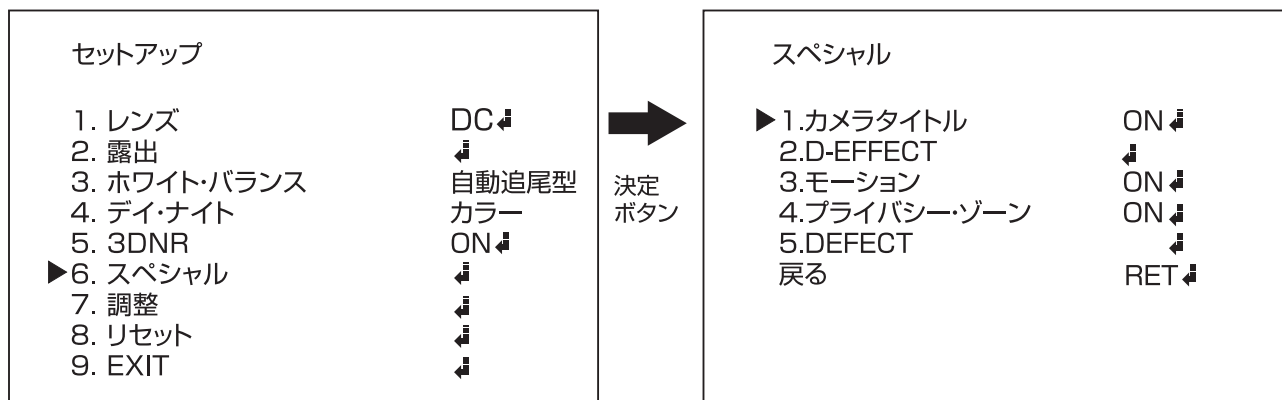 セットアップ
1. レンズ DC↲
2. 露出 ↲
3. ホワイト・バランス 自動追尾型
4. デイ・ナイト カラー
5. 3DNR ON↲
▶6. スペシャル ↲
7. 調整 ↲
8. リセット ↲
9. EXIT ↲
決定
ボタン
スペシャル
▶1.カメラタイトル ON↲
2.D-EFFECT ↲
3.モーション ON↲
4.プライバシー・ゾーン ON↲
5.DEFECT ↲
戻る RET↲